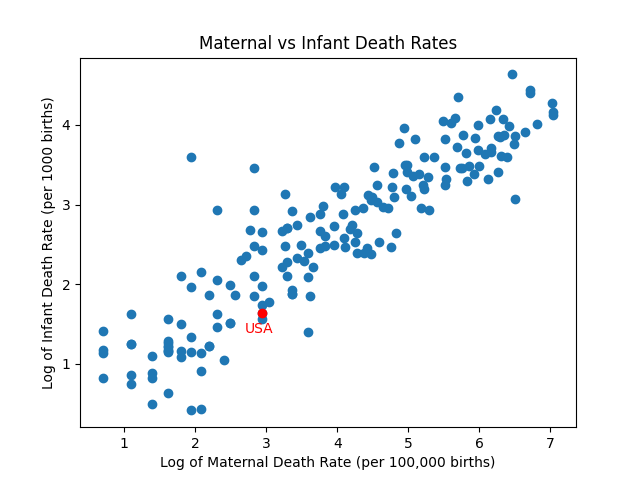 Maternal vs Infant Death Rates
Log of Infant Death Rate (per 1000 births)
4
3
2
1
USA
1 2 3 4 5 6 7
Log of Maternal Death Rate (per 100,000 births)